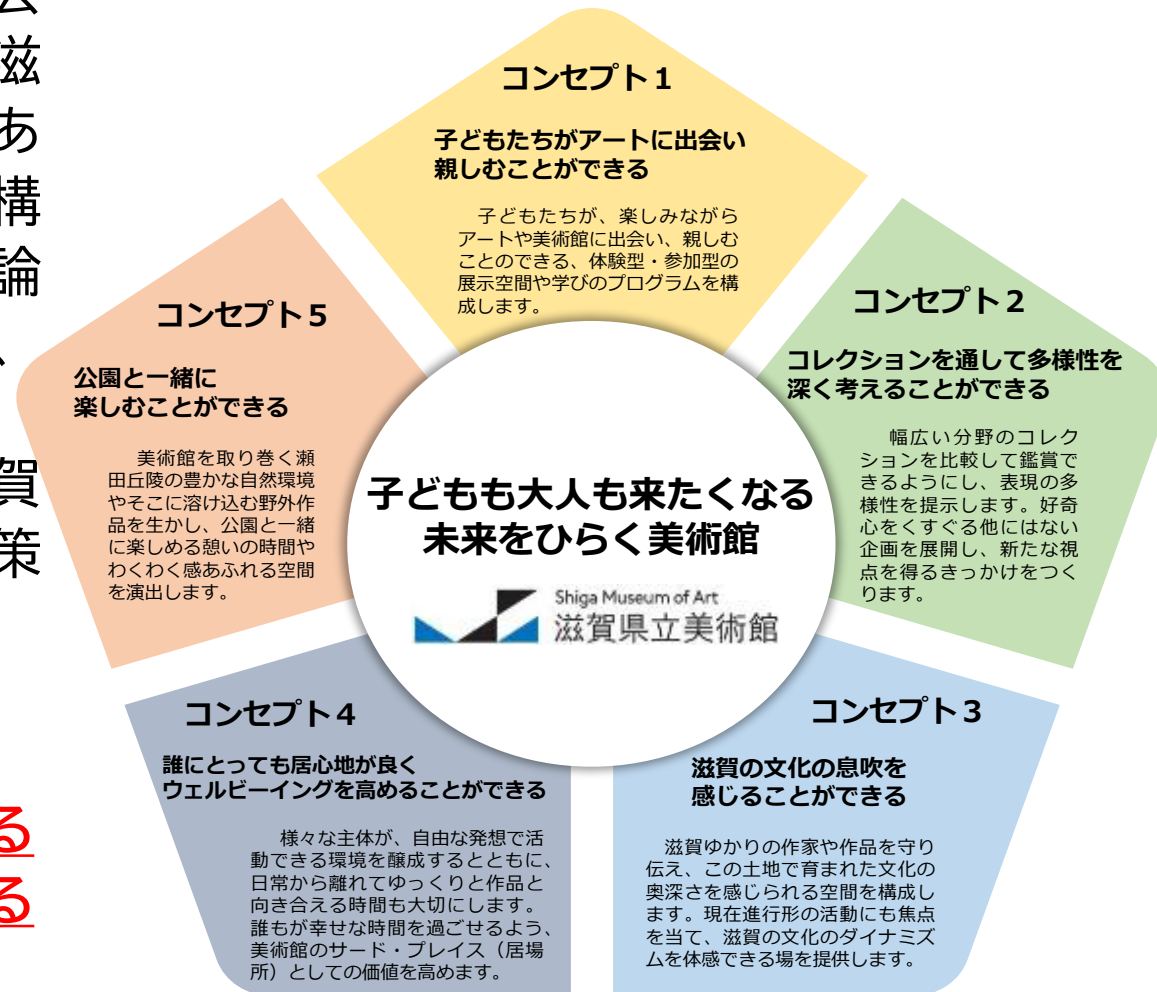 滋
あ
構
論
、
賀
策
る
る
コンセプト１
子どもたちがアートに出会い
親しむことができる
子どもたちが、楽しみながら
アートや美術館に出会い、親しむ
ことのできる、体験型・参加型の
展示空間や学びのプログラムを構
成します。
コンセプト２
コレクションを通して多様性を
深く考えることができる
幅広い分野のコレク
ションを比較して鑑賞で
きるようにし、表現の多
様性を提示します。好奇
心をくすぐる他にはない
企画を展開し、新たな視
点を得るきっかけをつく
ります。
コンセプト３
滋賀の文化の息吹を
感じることができる
滋賀ゆかりの作家や作品を守り
伝え、この土地で育まれた文化の
奥深さを感じられる空間を構成し
ます。現在進行形の活動にも焦点
を当て、滋賀の文化のダイナミズ
ムを体感できる場を提供します。
コンセプト４
誰にとっても居心地が良く
ウェルビーイングを高めることができる
様々な主体が、自由な発想で活
動できる環境を醸成するとともに、
日常から離れてゆっくりと作品と
向き合える時間も大切にします。
誰もが幸せな時間を過ごせるよう、
美術館のサード・プレイス（居場
所）としての価値を高めます。
コンセプト５
公園と一緒に
楽しむことができる
美術館を取り巻く瀬
田丘陵の豊かな自然環境
やそこに溶け込む野外作
品を生かし、公園と一緒
に楽しめる憩いの時間や
わくわく感あふれる空間
を演出します。
子どもも大人も来たくなる
未来をひらく美術館
Shiga Museum of Art
滋賀県立美術館